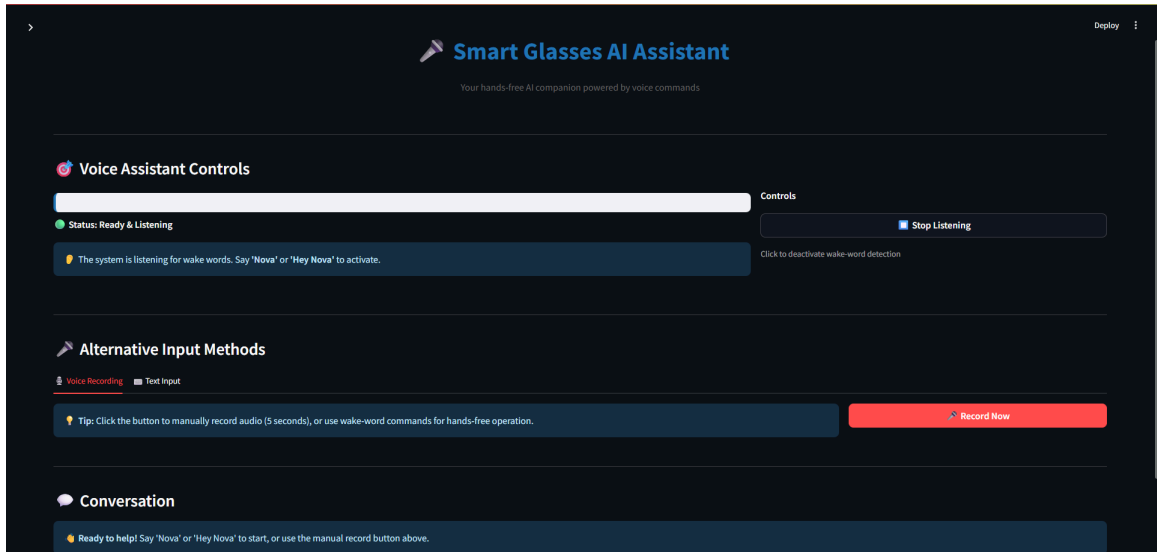 Deploy
Smart Glasses AI Assistant
Your hands-free AI companion powered by voice commands
Voice Assistant Controls
Status: Ready & Listening
The system is listening for wake words. Say 'Nova' or 'Hey Nova' to activate.
Controls
Stop Listening
Click to deactivate wake-word detection
Alternative Input Methods
Voice Recording Text Input
Tip: Click the button to manually record audio (5 seconds), or use wake-word commands for hands-free operation.
Record Now
Conversation
Ready to help! Say 'Nova' or 'Hey Nova' to start, or use the manual record button above.